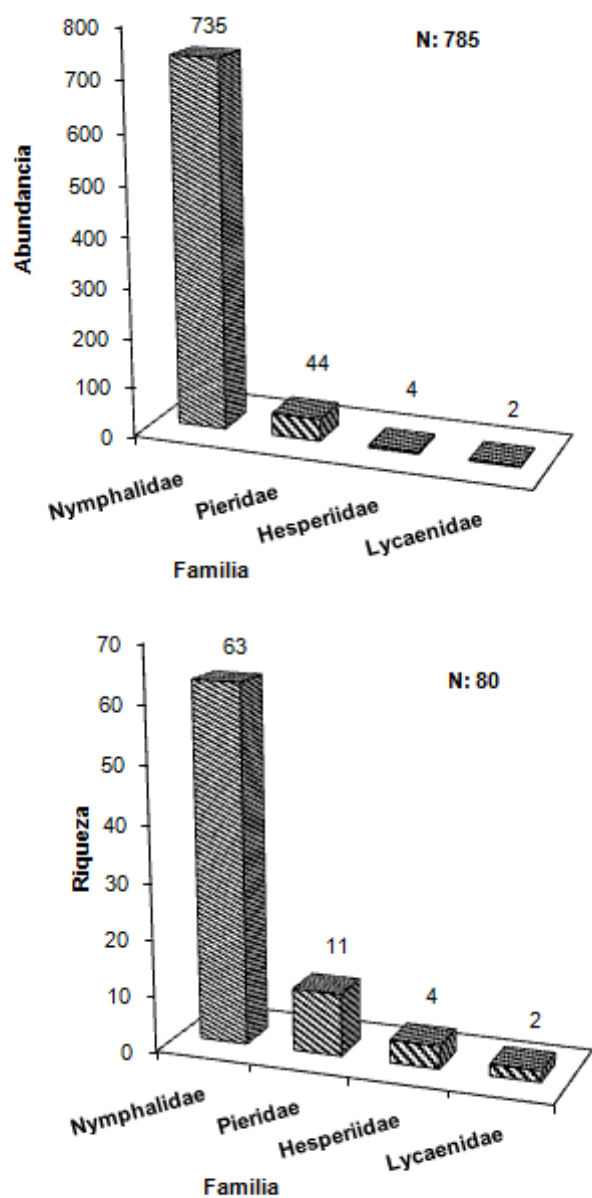 800
735
N: 785
700
600
500
400
300
200
100
0
Abundancia
44
4
2
Nymphalidae
Pieridae
Hesperiidae
Lycaenidae
Familia
70
63
N: 80
60
50
40
30
20
10
0
Riqueza
11
4
2
Nymphalidae
Pieridae
Hesperiidae
Lycaenidae
Familia